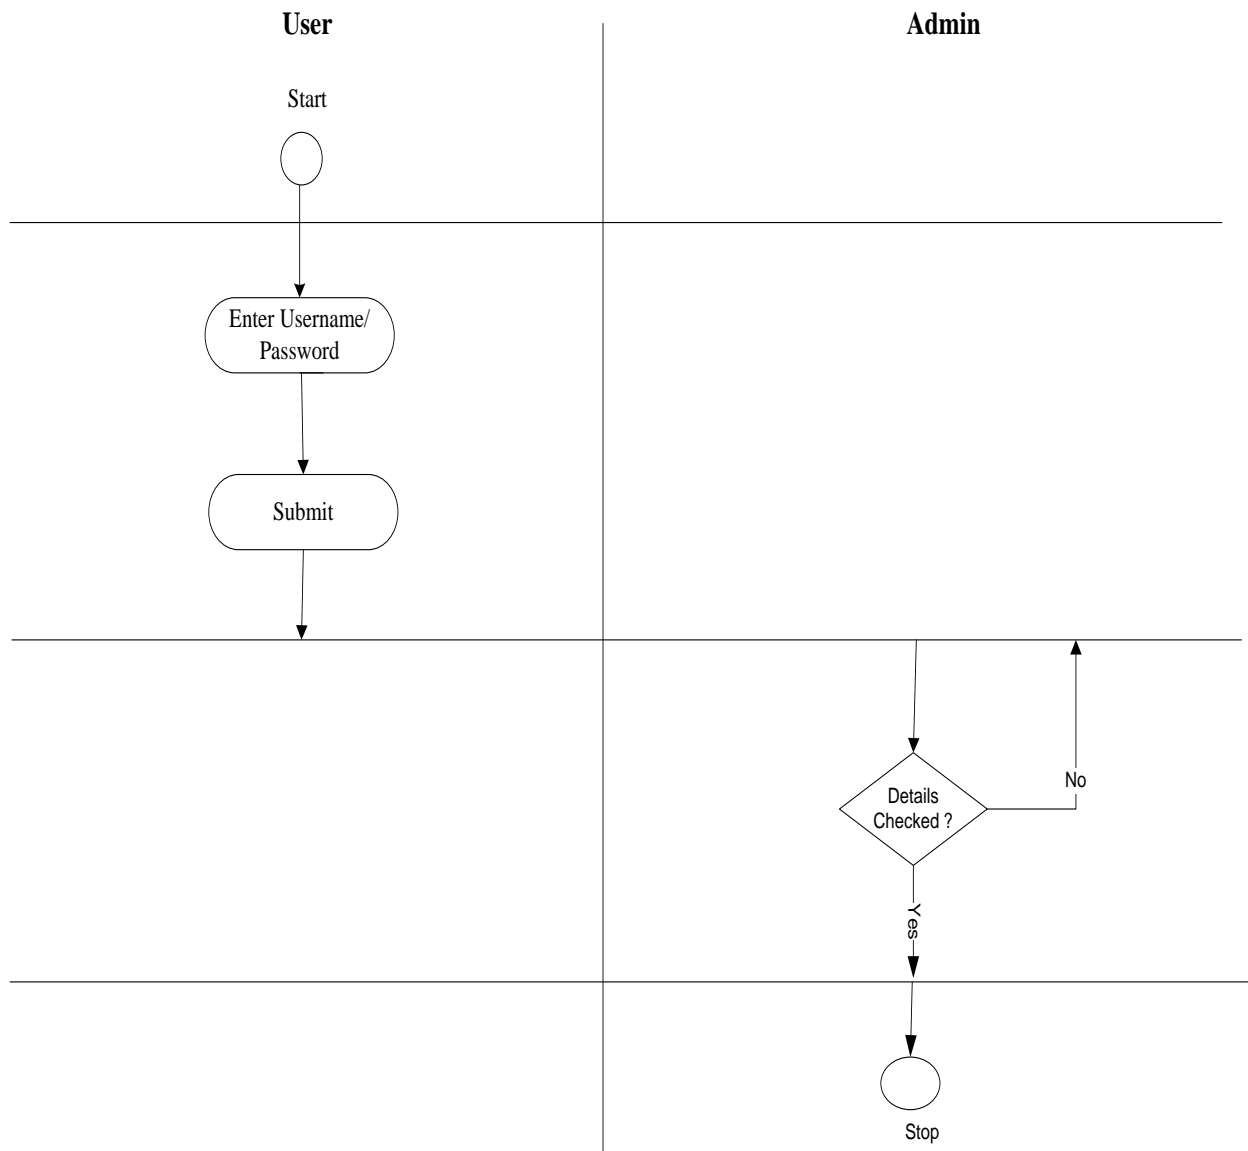 User
Admin
Start
Enter Username/
Password
Submit
Details
Checked ?
No
Yes
Stop